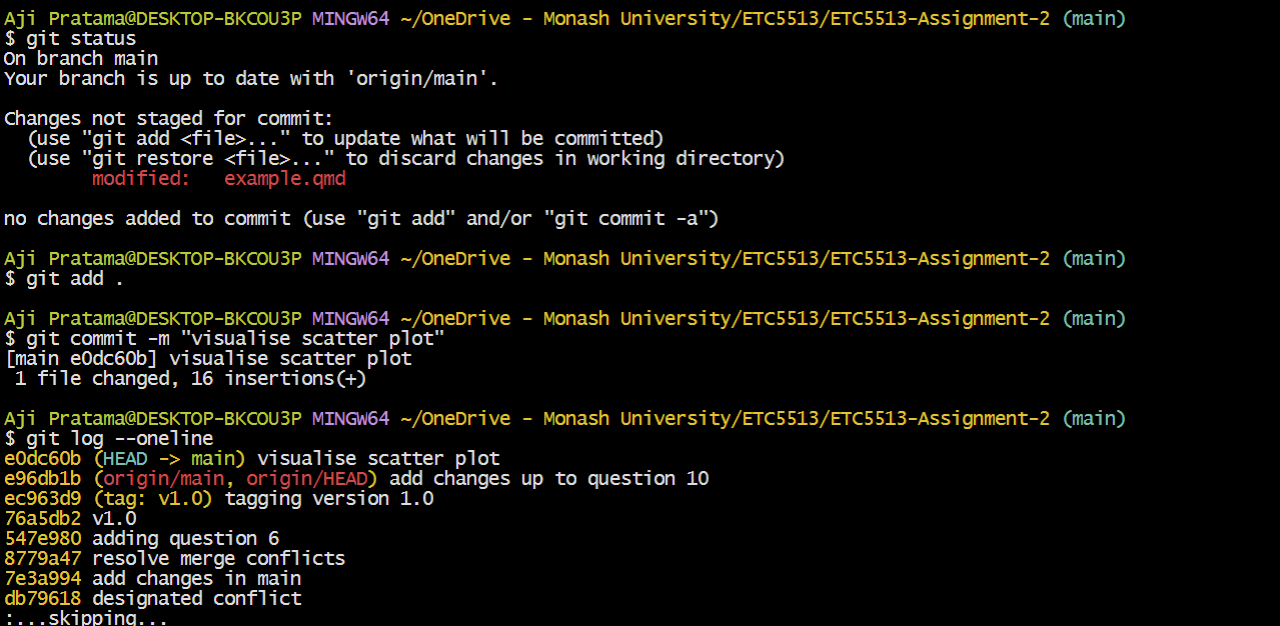 Aji Pratama@DESKTOP-BKCOU3P MINGW64 ~/OneDrive - Monash University/ETC5513/ETC5513-Assignment-2 (main)
$ git status
On branch main
Your branch is up to date with 'origin/main'.
Changes not staged for commit:
  (use "git add <file>..." to update what will be committed)
  (use "git restore <file>..." to discard changes in working directory)
        modified:   example.qmd
no changes added to commit (use "git add" and/or "git commit -a")
Aji Pratama@DESKTOP-BKCOU3P MINGW64 ~/OneDrive - Monash University/ETC5513/ETC5513-Assignment-2 (main)
$ git add .
Aji Pratama@DESKTOP-BKCOU3P MINGW64 ~/OneDrive - Monash University/ETC5513/ETC5513-Assignment-2 (main)
$ git commit -m "visualise scatter plot"
[main e0dc60b] visualise scatter plot
 1 file changed, 16 insertions(+)
Aji Pratama@DESKTOP-BKCOU3P MINGW64 ~/OneDrive - Monash University/ETC5513/ETC5513-Assignment-2 (main)
$ git log --oneline
e0dc60b (HEAD -> main) visualise scatter plot
e96db1b (origin/main, origin/HEAD) add changes up to question 10
ec963d9 (tag: v1.0) tagging version 1.0
76a5db2 v1.0
547e980 adding question 6
8779a47 resolve merge conflicts
7e3a994 add changes in main
db79618 designated conflict
:...skipping...